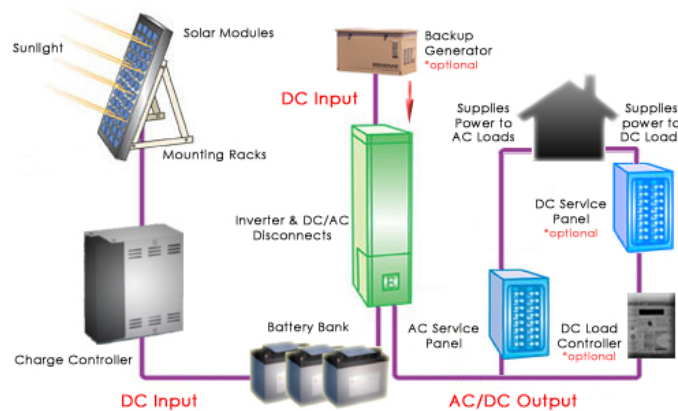 Sunlight
Solar Modules
Mounting Racks
Backup
Generator
*optional
DC Input
Supplies
Power to
AC Loads
Supplies
power to
DC Load
Inverter & DC/AC
Disconnects
DC Service
Panel
*optional
Battery Bank
AC Service
Panel
DC Load
Controller
*optional
Charge Controller
DC Input
AC/DC Output